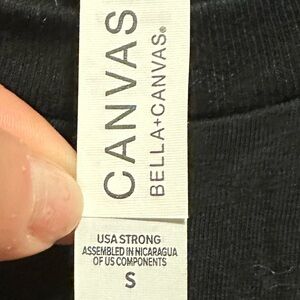 CANVAS
BELLA+CANVAS®
USA STRONG
ASSEMBLED IN NICARAGUA
OF US COMPONENTS
S